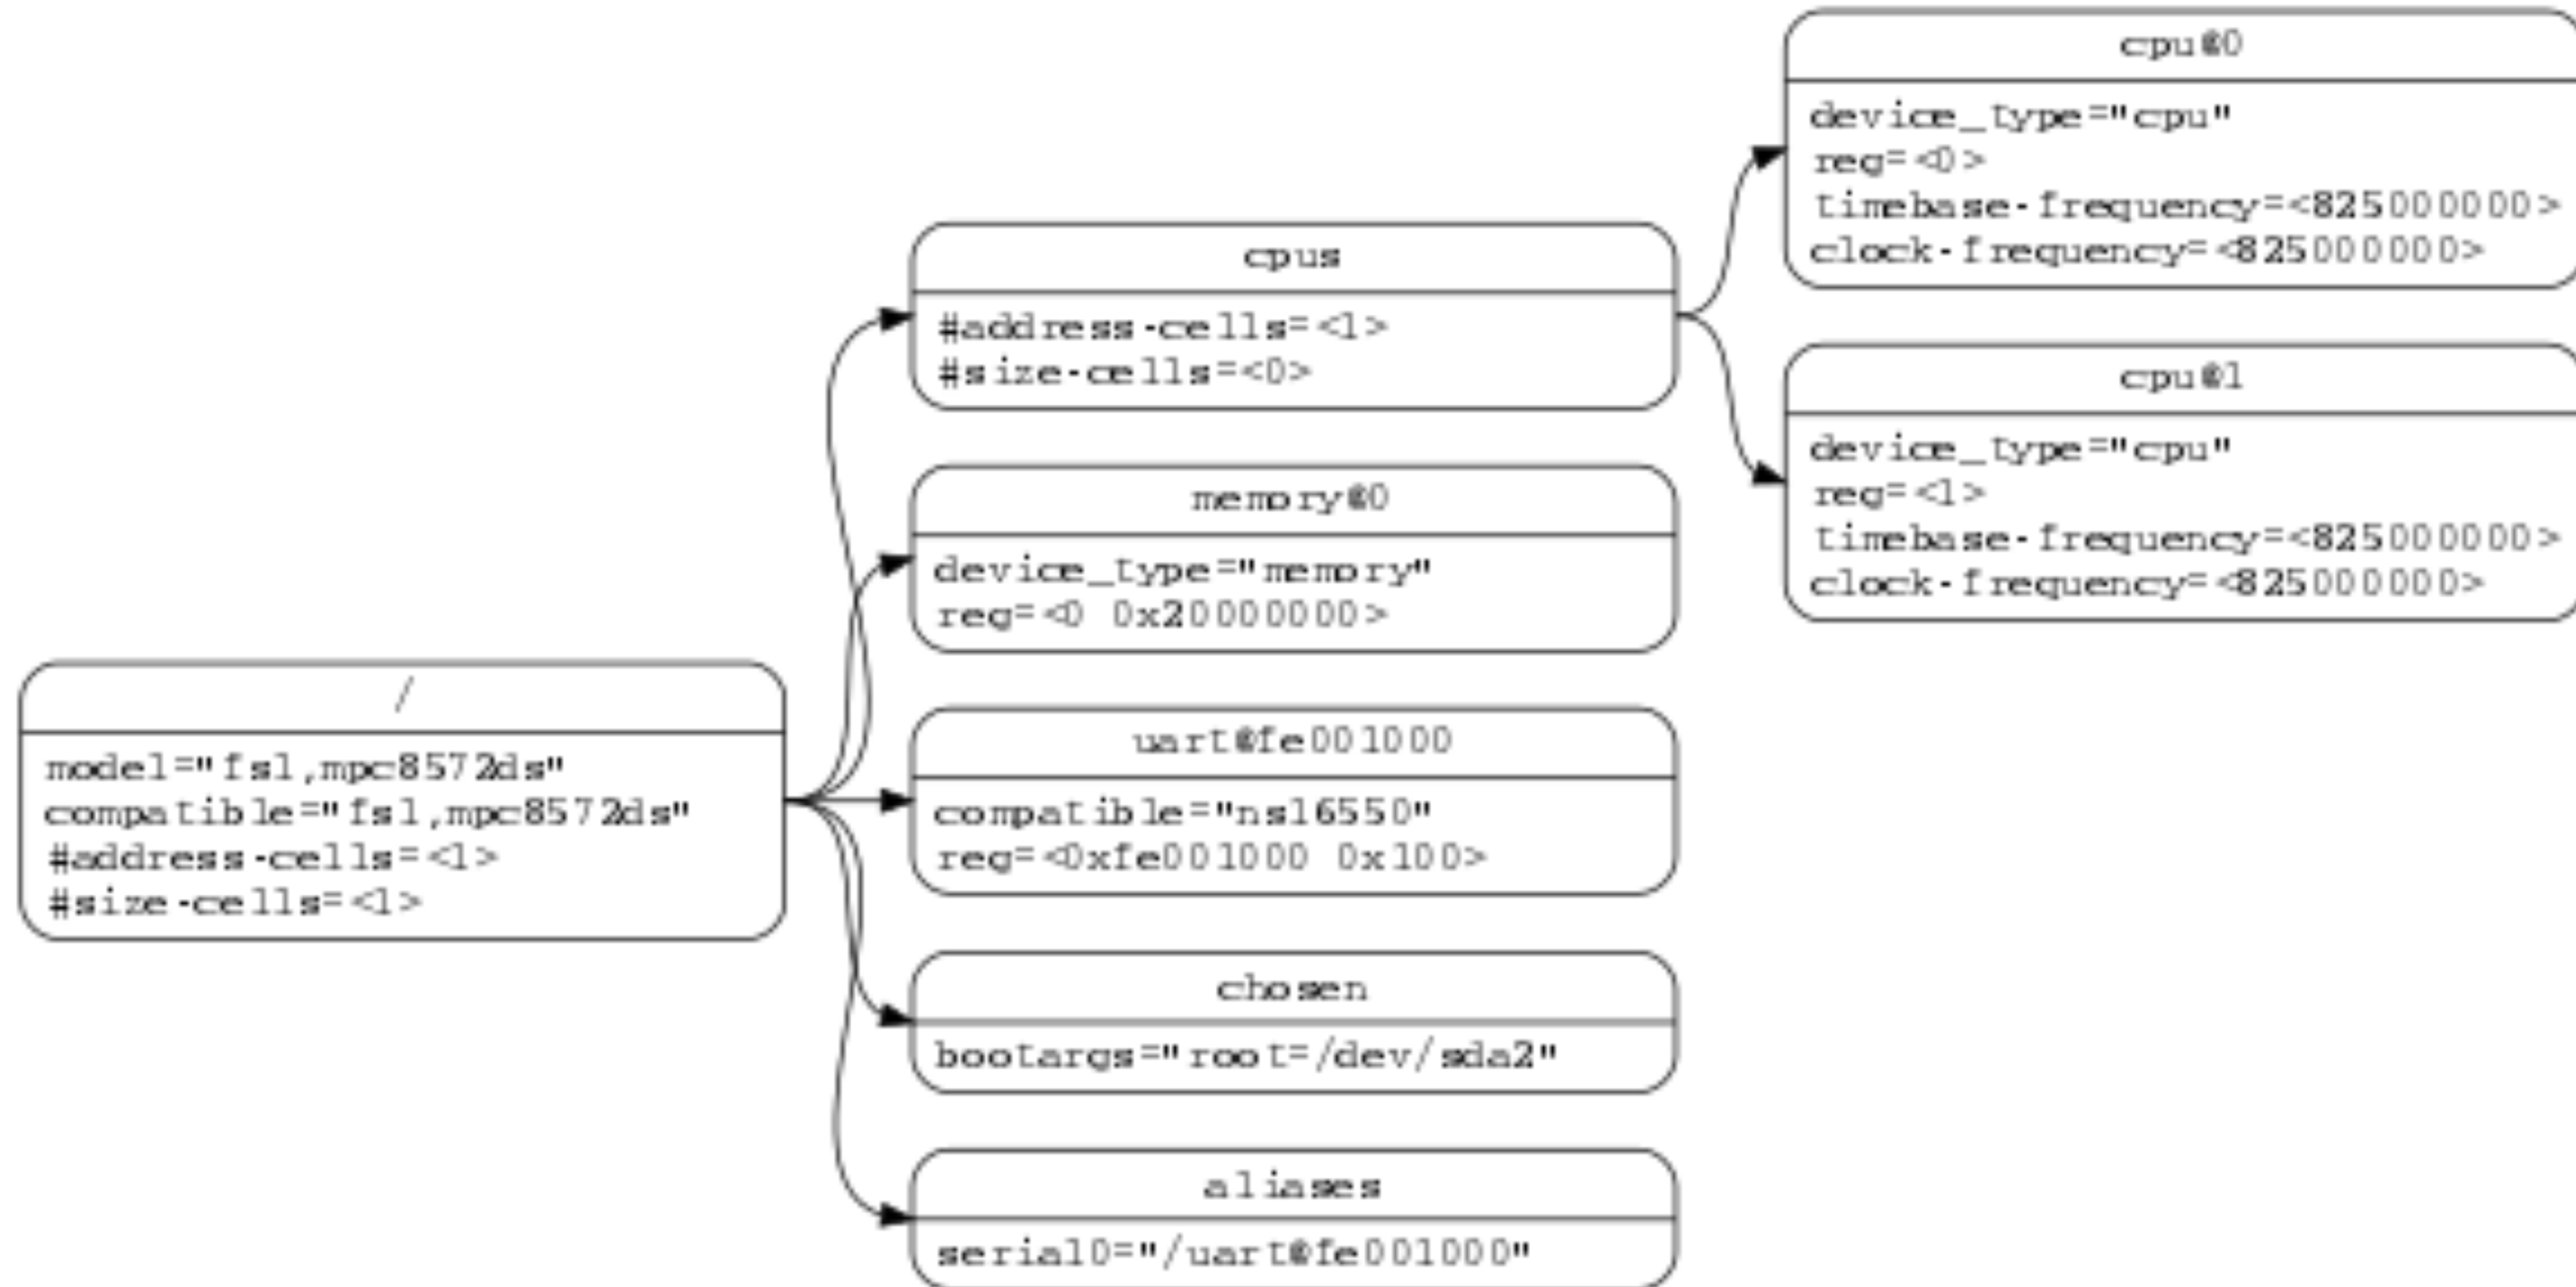 /
model="fsl,mpc8572ds"
compatible="fsl,mpc8572ds"
#address-cells=<1>
#size-cells=<1>
cpus
#address-cells=<1>
#size-cells=<0>
memory@0
device_type="memory"
reg=<0 0x20000000>
uart@fe001000
compatible="ns16550"
reg=<0xfe001000 0x100>
chosen
bootargs="root=/dev/sda2"
aliases
serial0="/uart@fe001000"
cpu@0
device_type="cpu"
reg=<0>
timebase-frequency=<825000000>
clock-frequency=<825000000>
cpu@1
device_type="cpu"
reg=<1>
timebase-frequency=<825000000>
clock-frequency=<825000000>